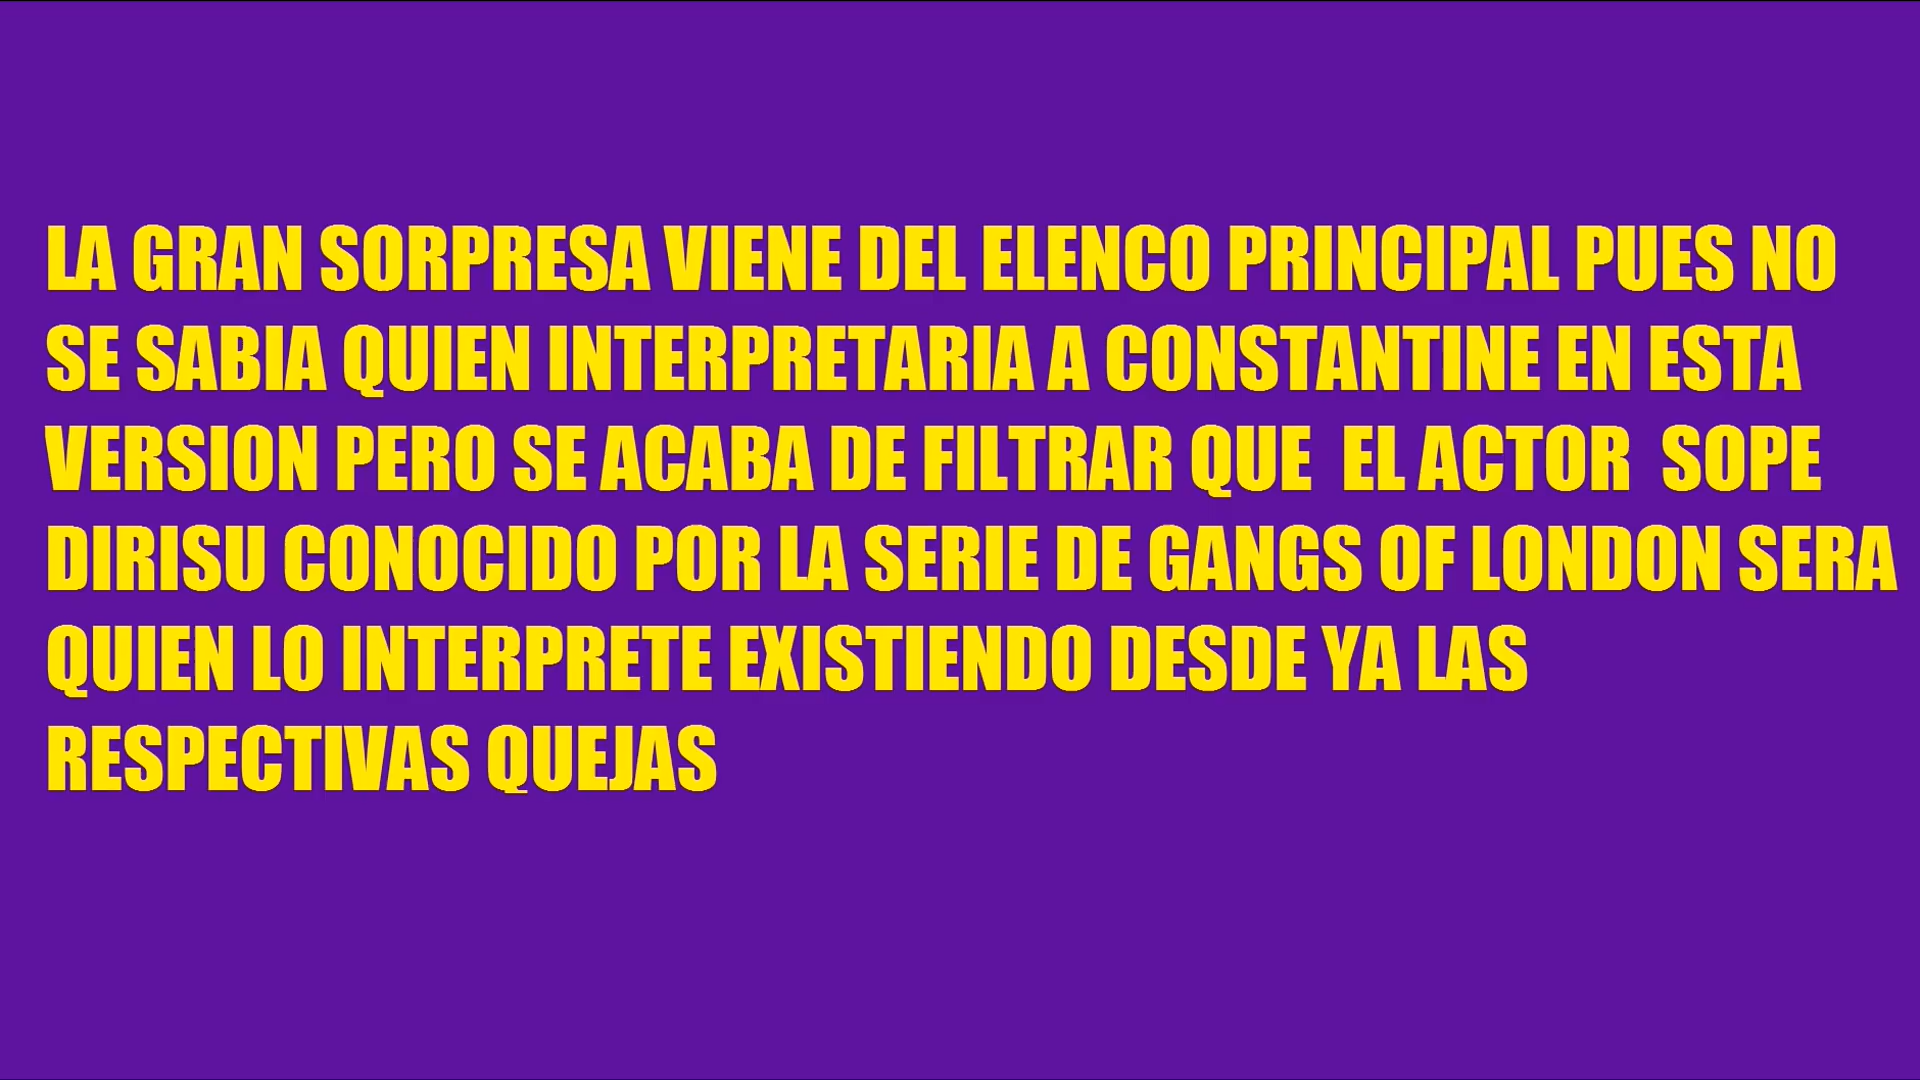 LA GRAN SORPRESA VIENE DEL ELENCO PRINCIPAL PUES NO
SE SABIA QUIEN INTERPRETARIA A CONSTANTINE EN ESTA
VERSION PERO SE ACABA DE FILTRAR QUE  EL ACTOR  SOPE
DIRISU CONOCIDO POR LA SERIE DE GANGS OF LONDON SERA
QUIEN LO INTERPRETE EXISTIENDO DESDE YA LAS
RESPECTIVAS QUEJAS